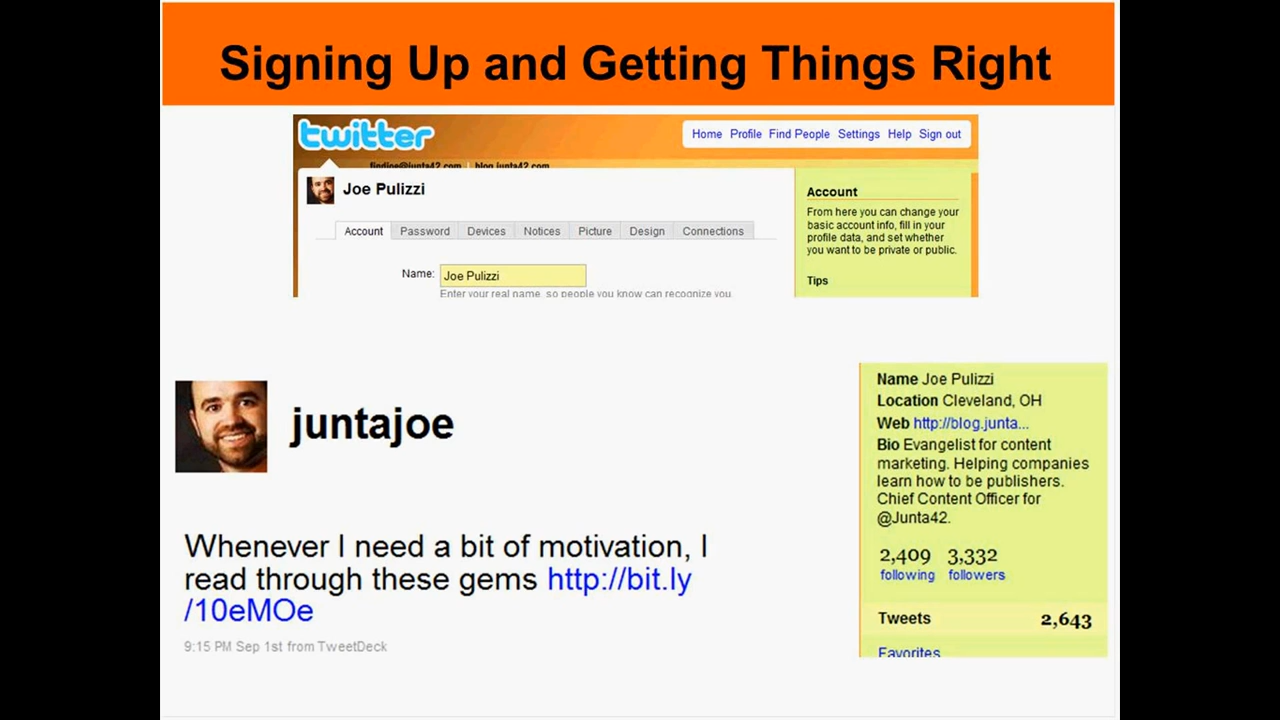 Signing Up and Getting Things Right
twitter
Home Profile Find People Settings Help Sign out
findjoe@junta42.com | blog.junta42.com
Joe Pulizzi
Account Password Devices Notices Picture Design Connections
Name: Joe Pulizzi
Enter your real name, so people you know can recognize you
Account
From here you can change your
basic account info, fill in your
profile data, and set whether
you want to be private or public.
Tips
juntajoe
Whenever I need a bit of motivation, I
read through these gems http://bit.ly
/10eMOe
9:15 PM Sep 1st from TweetDeck
Name Joe Pulizzi
Location Cleveland, OH
Web http://blog.junta...
Bio Evangelist for content
marketing. Helping companies
learn how to be publishers.
Chief Content Officer for
@Junta42.
2,409 3,332
following followers
Tweets 2,643
Favorites